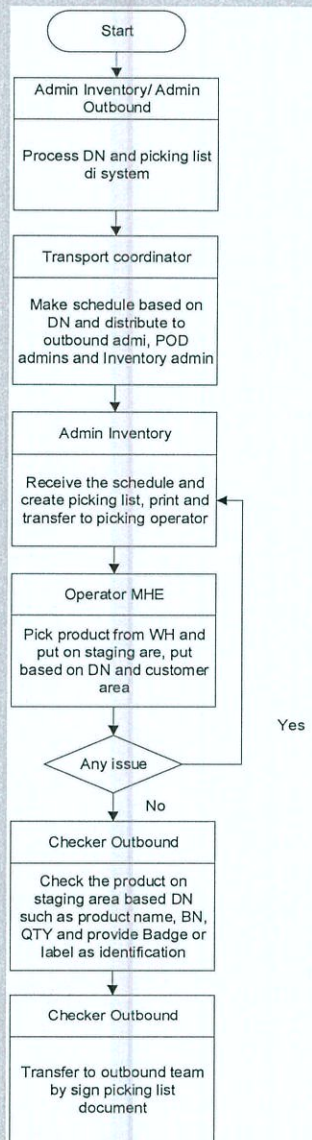 Start
Admin Inventory/ Admin
Outbound
Process DN and picking list
di system
Transport coordinator
Make schedule based on
DN and distribute to
outbound admi, POD
admins and Inventory admin
Admin Inventory
Receive the schedule and
create picking list, print and
transfer to picking operator
Operator MHE
Pick product from WH and
put on staging are, put
based on DN and customer
area
Any issue
Yes
No
Checker Outbound
Check the product on
staging area based DN
such as product name, BN,
QTY and provide Badge or
label as identification
Checker Outbound
Transfer to outbound team
by sign picking list
document